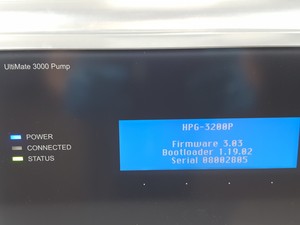 UltiMate 3000 Pump
HPG-3200P
Firmware 3.03
Bootloader 1.19.02
Serial 08002805
POWER
CONNECTED
STATUS